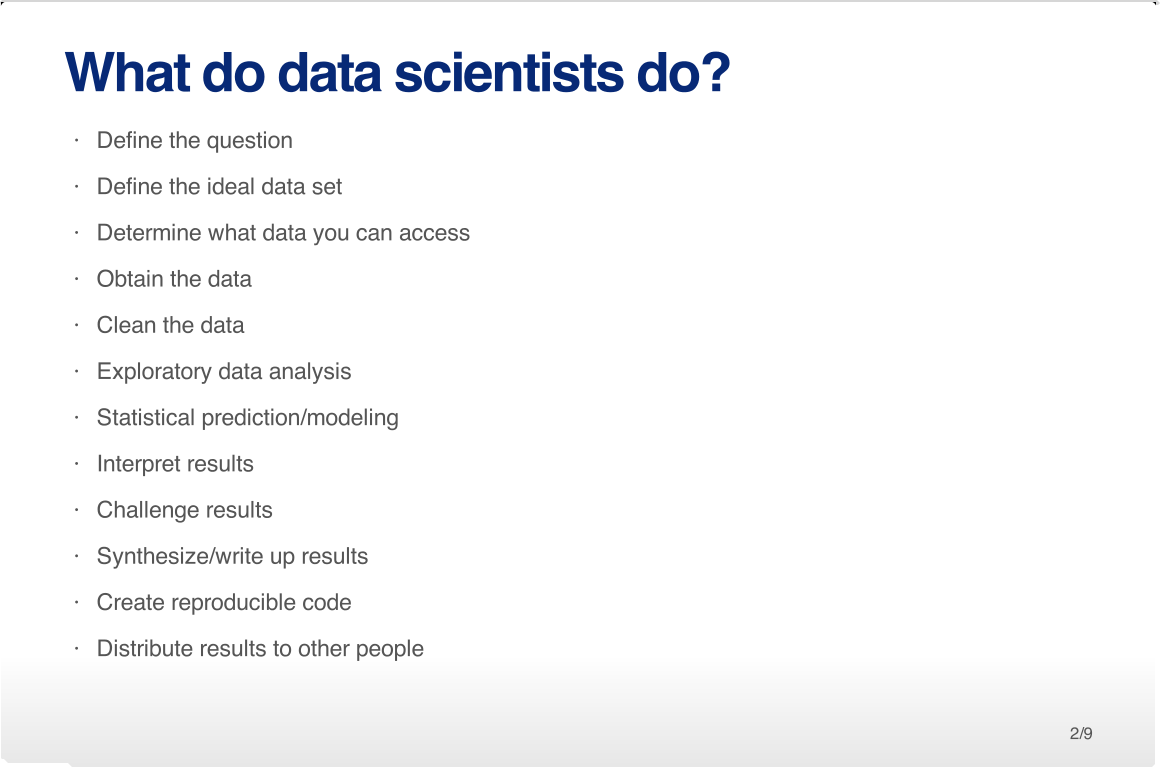 What do data scientists do?
· Define the question
· Define the ideal data set
· Determine what data you can access
· Obtain the data
· Clean the data
· Exploratory data analysis
· Statistical prediction/modeling
· Interpret results
· Challenge results
· Synthesize/write up results
· Create reproducible code
· Distribute results to other people
2/9